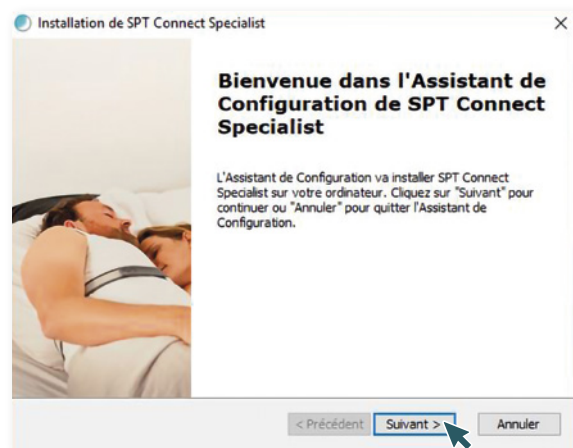 Installation de SPT Connect Specialist
Bienvenue dans l'Assistant de
Configuration de SPT Connect
Specialist
L'Assistant de Configuration va installer SPT Connect
Specialist sur votre ordinateur. Cliquez sur "Suivant" pour
continuer ou "Annuler" pour quitter l'Assistant de
Configuration.
< Précédent Suivant > Annuler